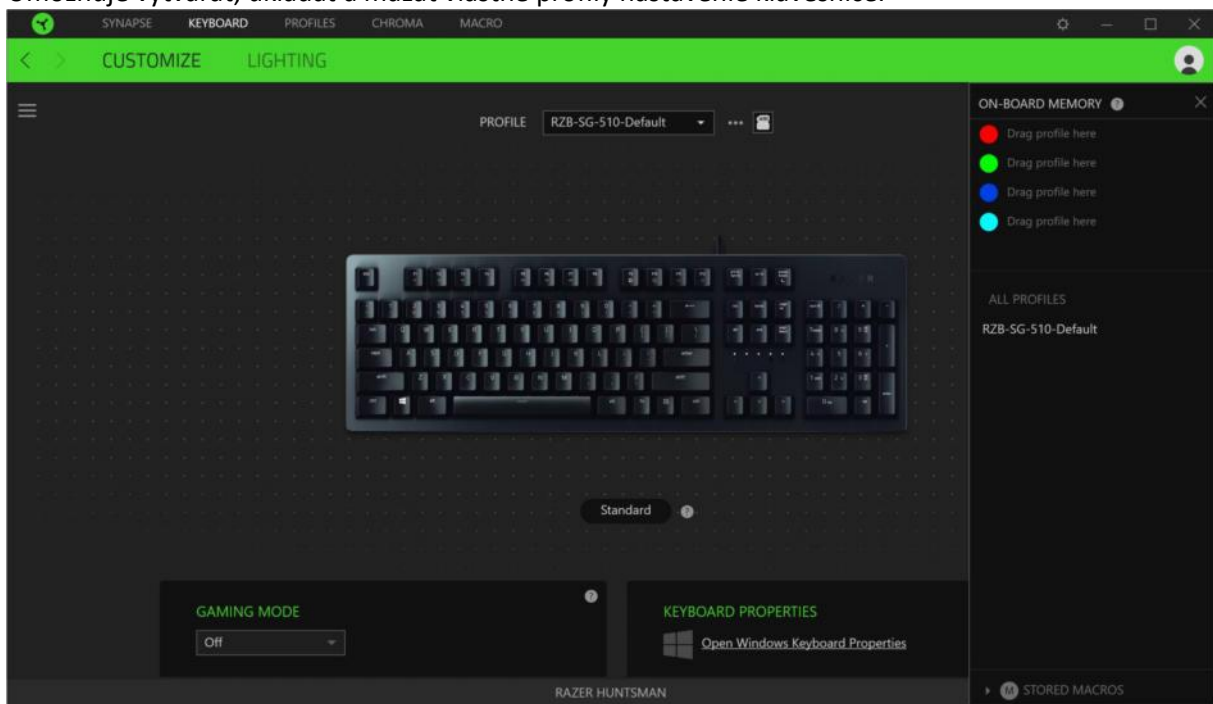 Umožňuje vytvárať, ukladať a mazať vlastné profily nastavenie klávesnice.
SYNAPSE KEYBOARD PROFILES CHROMA MACRO
CUSTOMIZE LIGHTING
PROFILE RZB-SG-510-Default
ON-BOARD MEMORY ?
Drag profile here
Drag profile here
Drag profile here
Drag profile here
ALL PROFILES
RZB-SG-510-Default
Standard ?
GAMING MODE ?
Off
KEYBOARD PROPERTIES
Open Windows Keyboard Properties
RAZER HUNTSMAN
M STORED MACROS